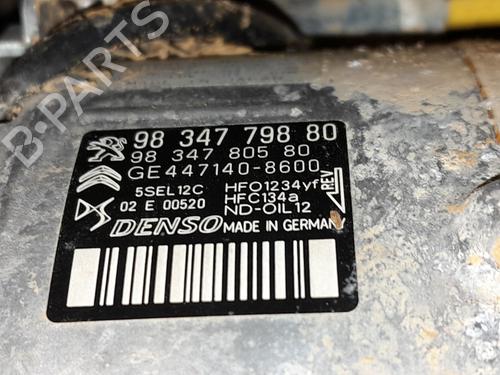 98 347 798 80
98 347 805 80
GE447140-8600
5SEL12C HFO1234yf
HFC134a
02 E 00520 ND-OIL12
REV
DENSO MADE IN GERMANY
B-PARTS